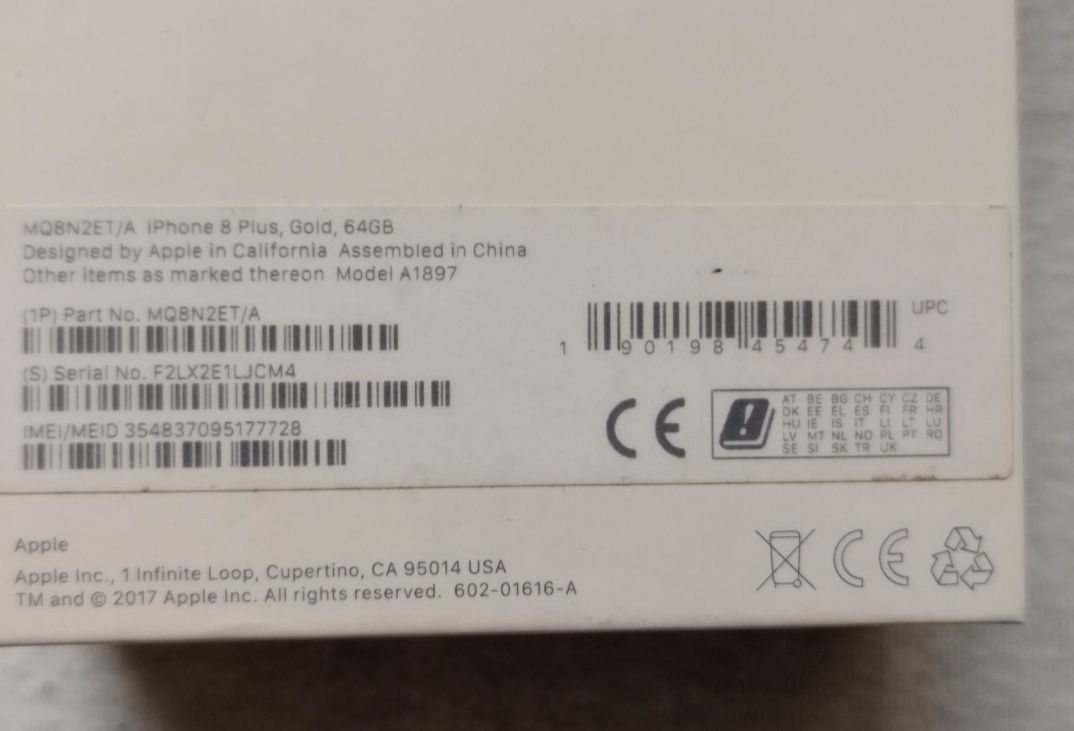 MQ8N2ET/A iPhone 8 Plus, Gold, 64GB
Designed by Apple in California Assembled in China
Other items as marked thereon Model A1897
(1P) Part No. MQ8N2ET/A
(S) Serial No. F2LX2E1LJCM4
IMEI/MEID 354837095177728
UPC
1 90198 45474 4
CE
AT BE BG CH CY CZ DE
DK EE EL ES FI FR HR
HU IE IS IT LI LT LU
LV MT NL NO PL PT RO
SE SI SK TR UK
Apple
Apple Inc., 1 Infinite Loop, Cupertino, CA 95014 USA
TM and © 2017 Apple Inc. All rights reserved. 602-01616-A
CE